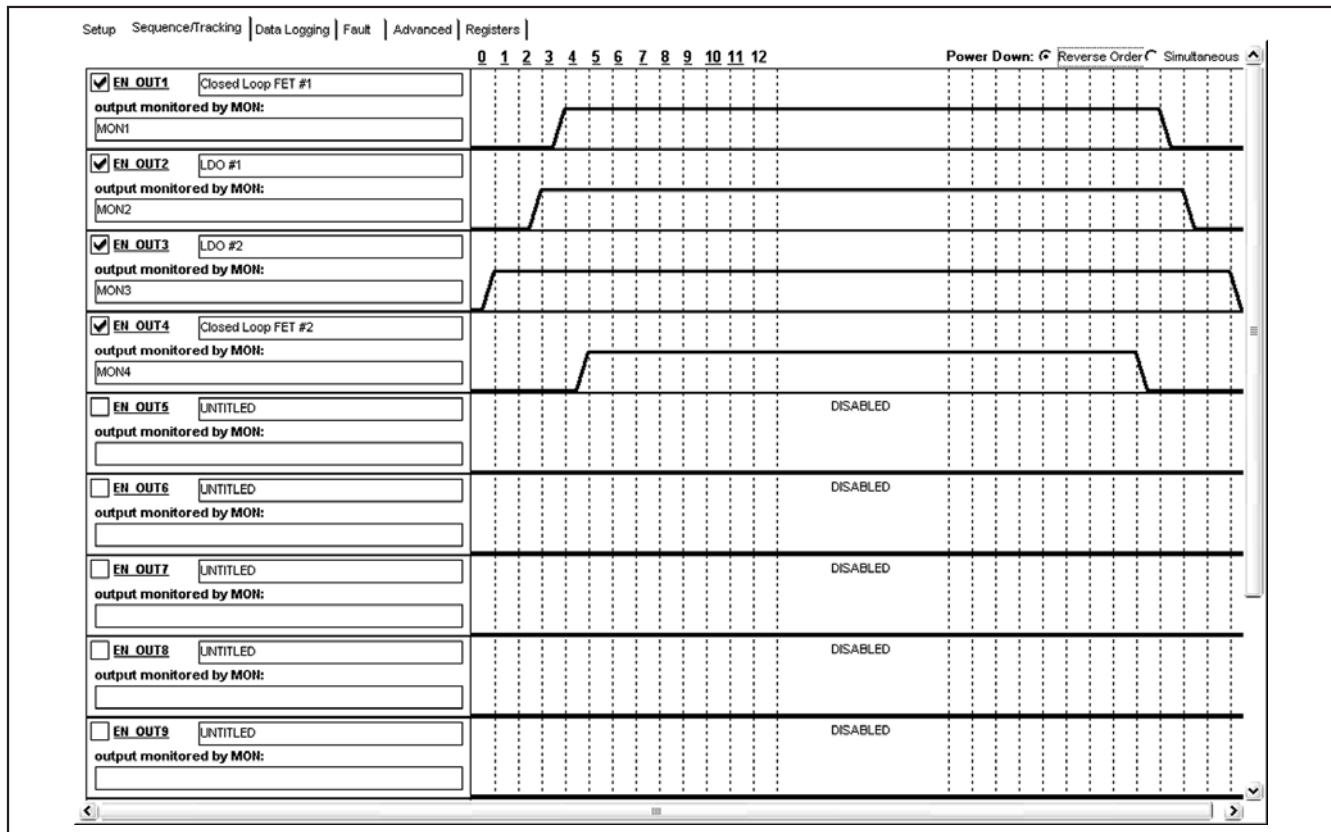 Setup Sequence/Tracking Data Logging Fault Advanced Registers
0 1 2 3 4 5 6 7 8 9 10 11 12 Power Down: Reverse Order Simultaneous
EN_OUT1 Closed Loop FET #1
output monitored by MON:
MON1
EN_OUT2 LDO #1
output monitored by MON:
MON2
EN_OUT3 LDO #2
output monitored by MON:
MON3
EN_OUT4 Closed Loop FET #2
output monitored by MON:
MON4
EN_OUT5 UNTITLED DISABLED
output monitored by MON:
EN_OUT6 UNTITLED DISABLED
output monitored by MON:
EN_OUT7 UNTITLED DISABLED
output monitored by MON:
EN_OUT8 UNTITLED DISABLED
output monitored by MON:
EN_OUT9 UNTITLED DISABLED
output monitored by MON: